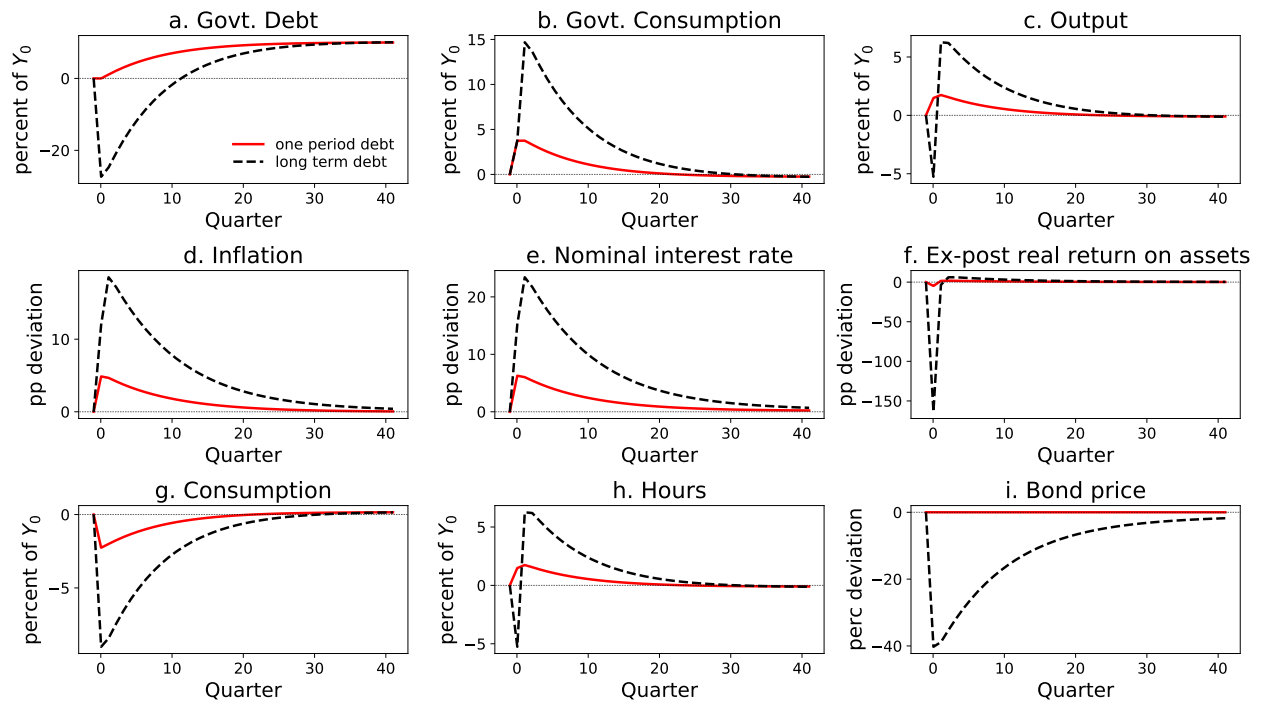 a. Govt. Debt
percent of Y0
0
−20
one period debt
long term debt
0 10 20 30 40
Quarter
b. Govt. Consumption
percent of Y0
15
10
5
0
0 10 20 30 40
Quarter
c. Output
percent of Y0
5
0
−5
0 10 20 30 40
Quarter
d. Inflation
pp deviation
10
0
0 10 20 30 40
Quarter
e. Nominal interest rate
pp deviation
20
10
0
0 10 20 30 40
Quarter
f. Ex-post real return on assets
pp deviation
0
−50
−100
−150
0 10 20 30 40
Quarter
g. Consumption
percent of Y0
0
−5
0 10 20 30 40
Quarter
h. Hours
percent of Y0
5
0
−5
0 10 20 30 40
Quarter
i. Bond price
perc deviation
0
−20
−40
0 10 20 30 40
Quarter